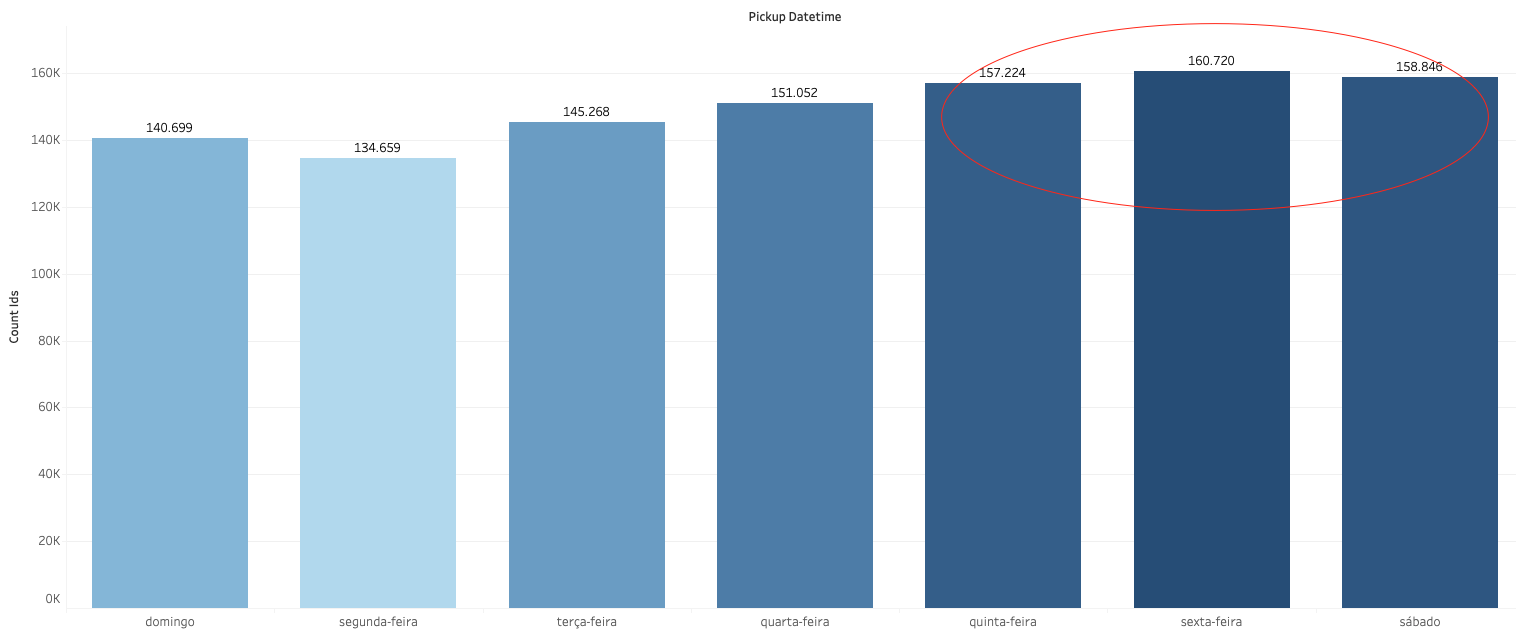 Pickup Datetime
Count Ids
160K
140K
120K
100K
80K
60K
40K
20K
0K
140.699
134.659
145.268
151.052
157.224
160.720
158.846
domingo
segunda-feira
terça-feira
quarta-feira
quinta-feira
sexta-feira
sábado